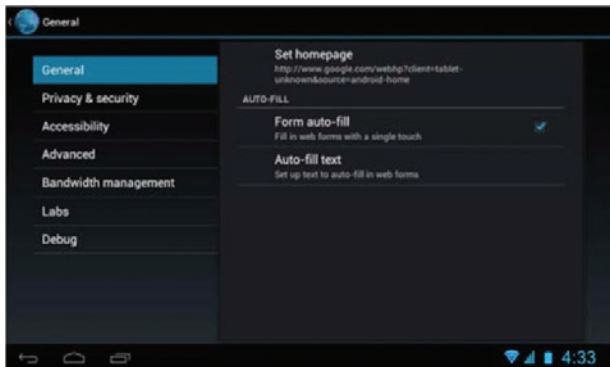 General
General
Privacy & security
Accessibility
Advanced
Bandwidth management
Labs
Debug
Set homepage
http://www.google.com/webhp?client=tablet-
unknown&source=android-home
AUTO-FILL
Form auto-fill
Fill in web forms with a single touch
Auto-fill text
Set up text to auto-fill in web forms
4:33